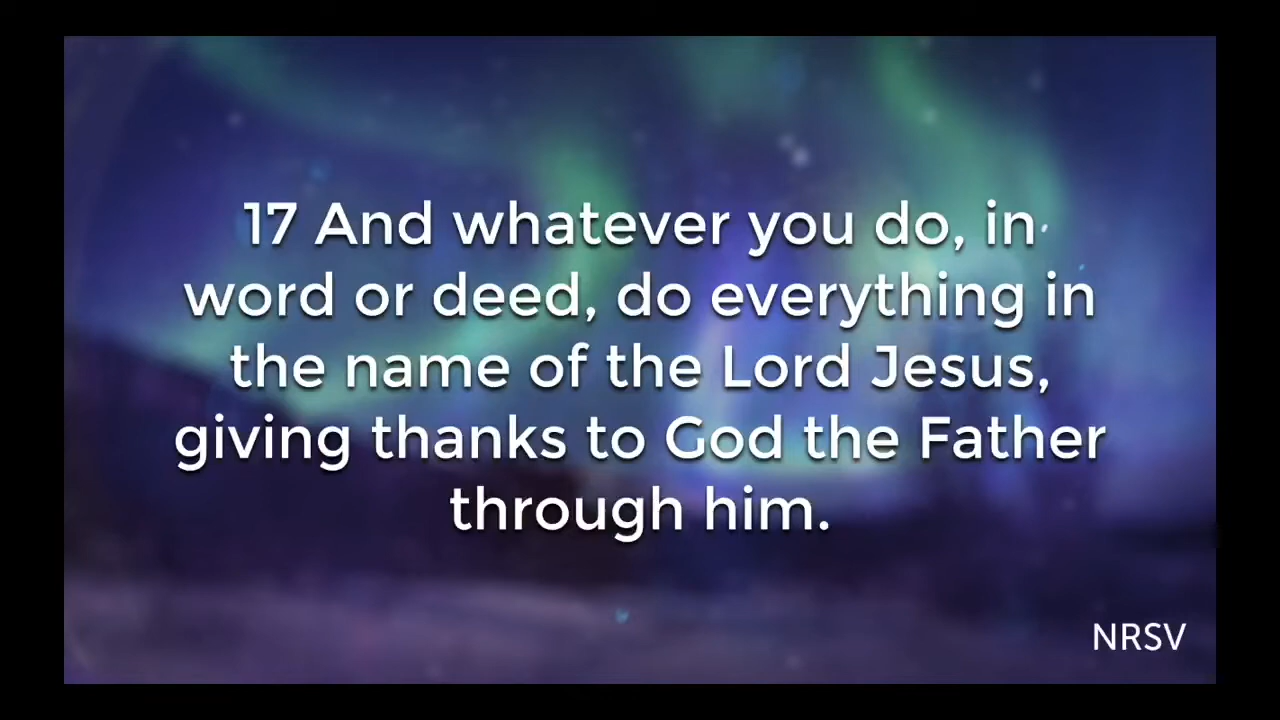 17 And whatever you do, in
word or deed, do everything in
the name of the Lord Jesus,
giving thanks to God the Father
through him.
NRSV